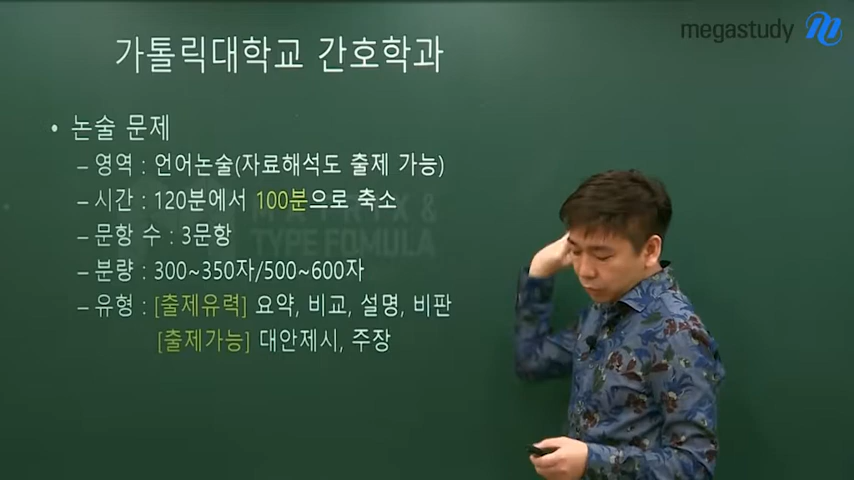 megastudy
가톨릭대학교 간호학과
• 논술 문제
– 영역 : 언어논술(자료해석도 출제 가능)
– 시간 : 120분에서 100분으로 축소
– 문항 수 : 3문항
– 분량 : 300~350자/500~600자
– 유형 : [출제유력] 요약, 비교, 설명, 비판
[출제가능] 대안제시, 주장
TYPE FOMULA